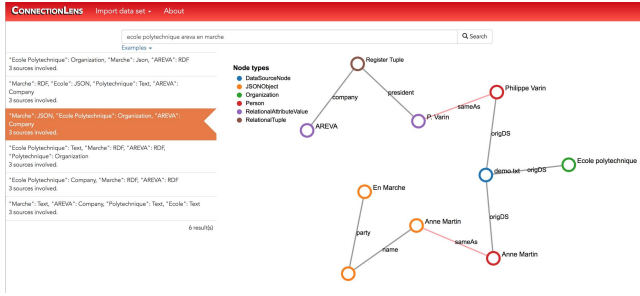 CONNECTIONLENS Import data set About
ecole polytechnique areva en marche
Search
Examples
"Ecole Polytechnique": Organization, "Marche": Json, "AREVA": RDF
3 sources involved.
"Marche": RDF, "Ecole": JSON, "Polytechnique": Text, "AREVA":
Company
3 sources involved.
"Marche": JSON, "Ecole Polytechnique": Organization, "AREVA":
Company
3 sources involved.
"Ecole Polytechnique": Text, "Marche": RDF, "AREVA": RDF,
"Polytechnique": Organization
3 sources involved.
"Ecole Polytechnique": Company, "Marche": RDF, "AREVA": RDF
3 sources involved.
"Marche": Text, "AREVA": Company, "Polytechnique": Text, "Ecole": Text
3 sources involved.
6 result(s)
Node types
DataSourceNode
JSONObject
Organization
Person
RelationalAttributeValue
RelationalTuple
Register Tuple
company
president
AREVA
P. Varin
sameAs
Philippe Varin
origDS
demo.txt
origDS
Ecole polytechnique
origDS
En Marche
party
name
Anne Martin
sameAs
Anne Martin